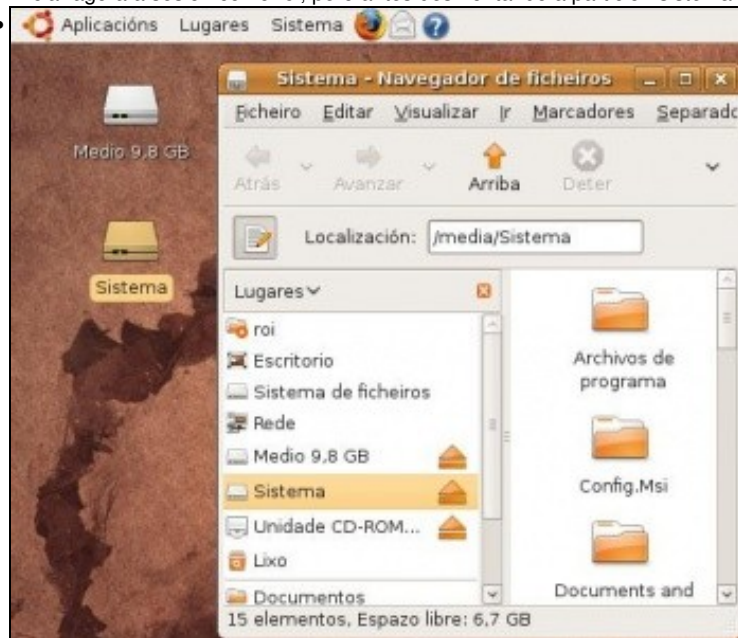 Aplicacións Lugares Sistema
Medio 9,8 GB
Sistema
Sistema - Navegador de ficheiros
Ficheiro Editar Visualizar Ir Marcadores Separado
Atrás Avanzar Arriba Deter
Localización: /media/Sistema
Lugares
roi
Escritorio
Sistema de ficheiros
Rede
Medio 9,8 GB
Sistema
Unidade CD-ROM...
Lixo
Documentos
Archivos de
programa
Config.Msi
Documents and
15 elementos, Espazo libre: 6,7 GB